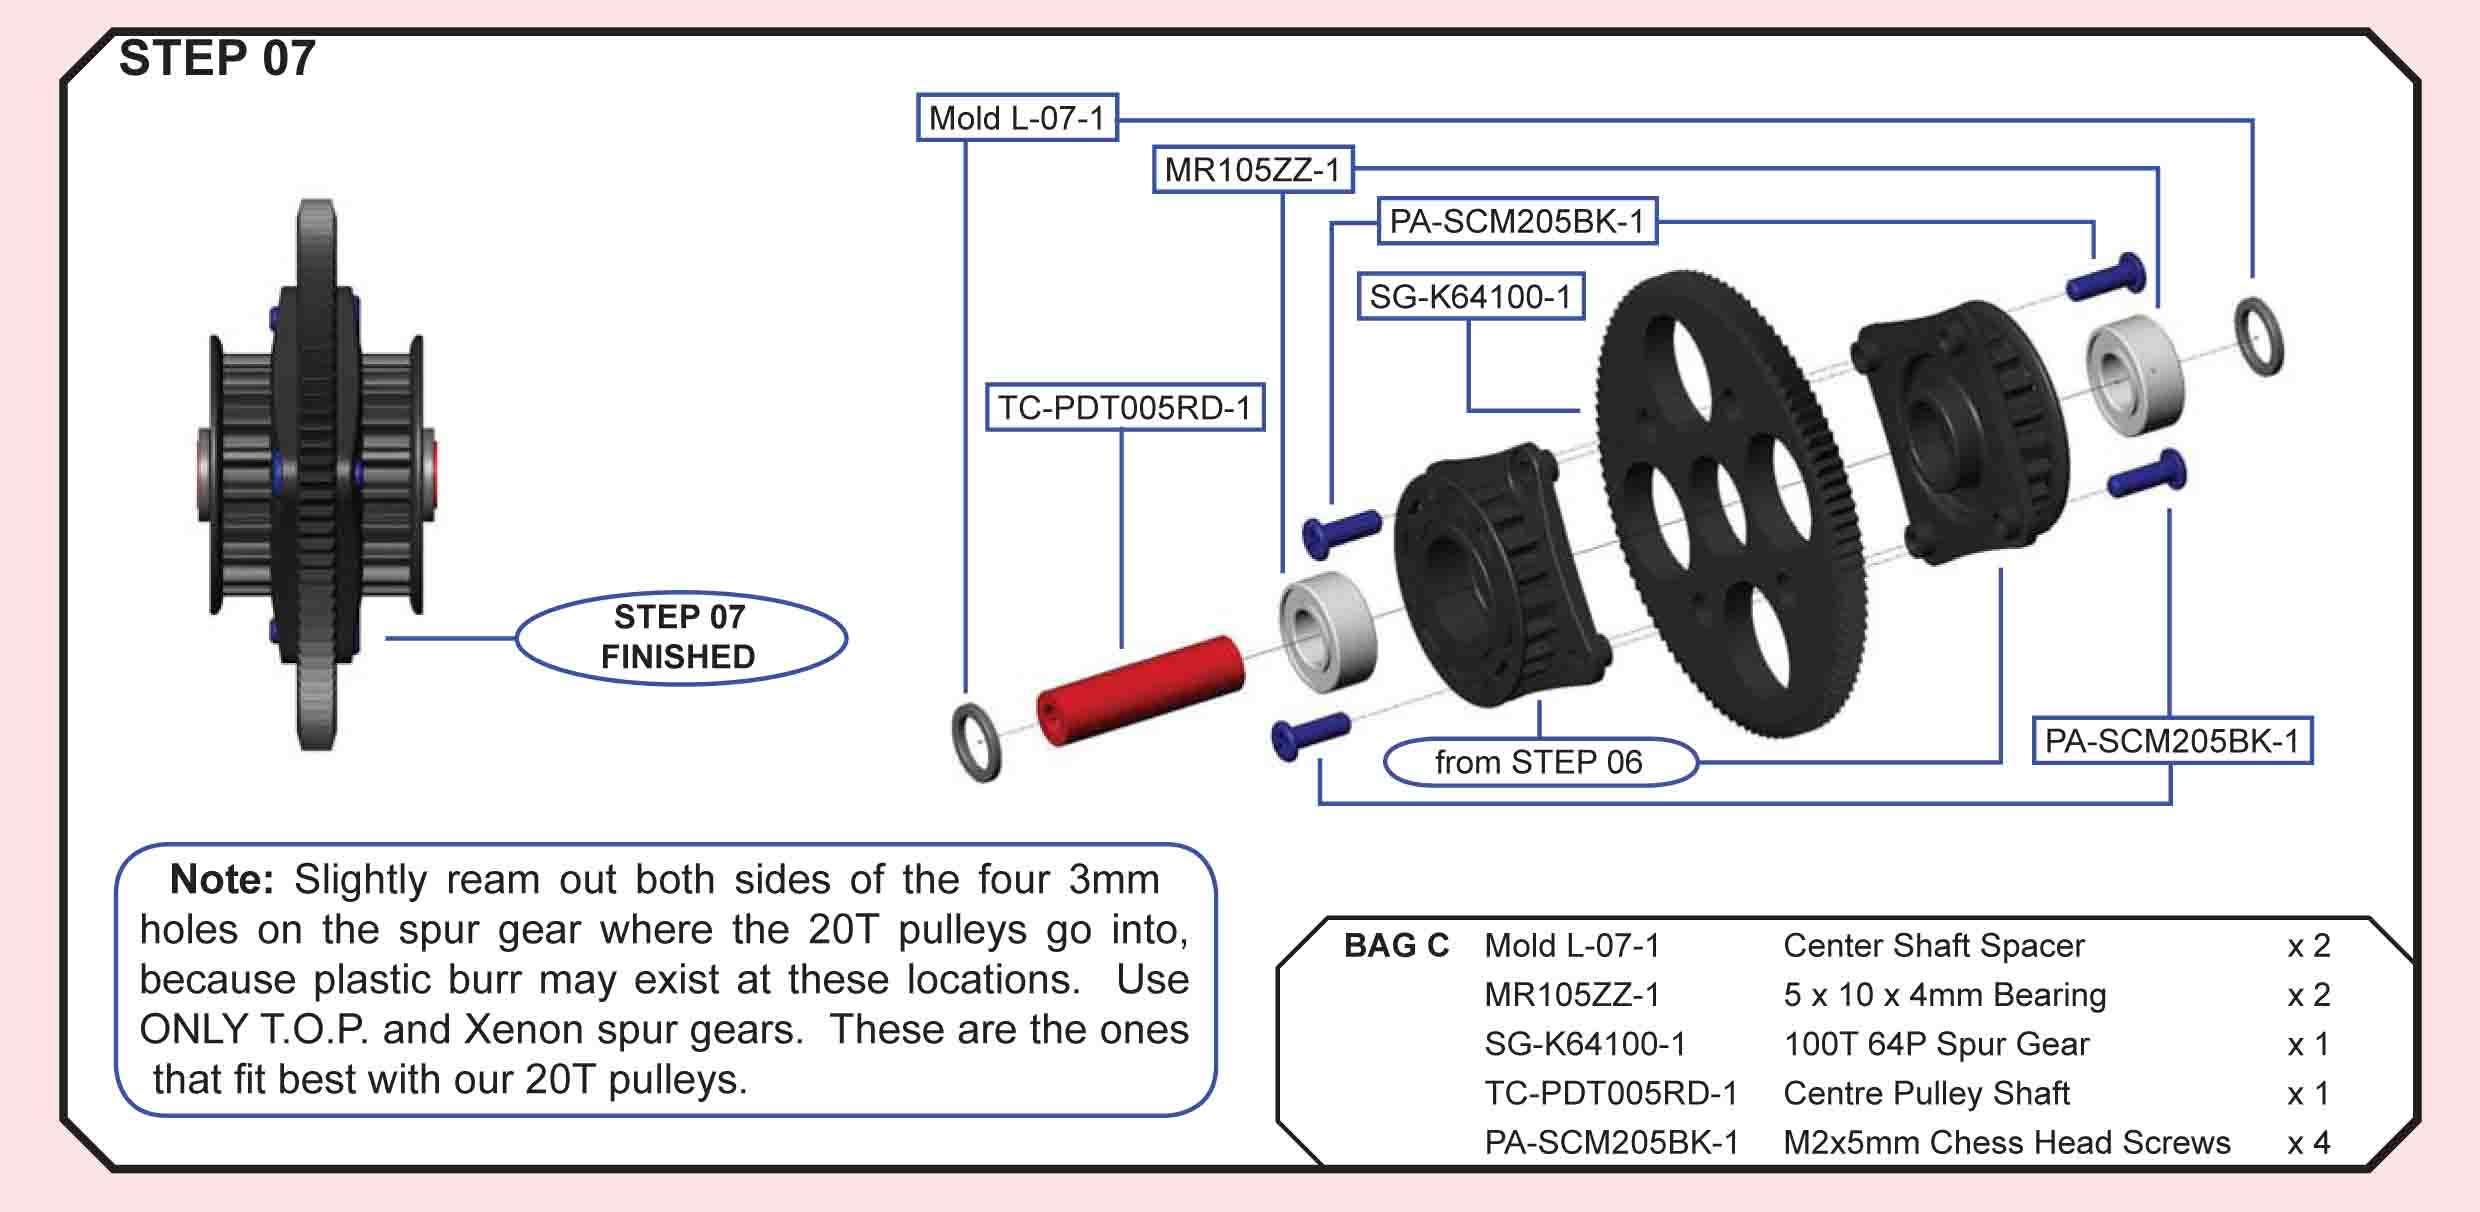 STEP 07
Mold L-07-1
MR105ZZ-1
PA-SCM205BK-1
SG-K64100-1
TC-PDT005RD-1
STEP 07
FINISHED
PA-SCM205BK-1
from STEP 06
Note: Slightly ream out both sides of the four 3mm
holes on the spur gear where the 20T pulleys go into,
because plastic burr may exist at these locations. Use
ONLY T.O.P. and Xenon spur gears. These are the ones
that fit best with our 20T pulleys.
BAG C Mold L-07-1 Center Shaft Spacer x 2
MR105ZZ-1 5 x 10 x 4mm Bearing x 2
SG-K64100-1 100T 64P Spur Gear x 1
TC-PDT005RD-1 Centre Pulley Shaft x 1
PA-SCM205BK-1 M2x5mm Chess Head Screws x 4